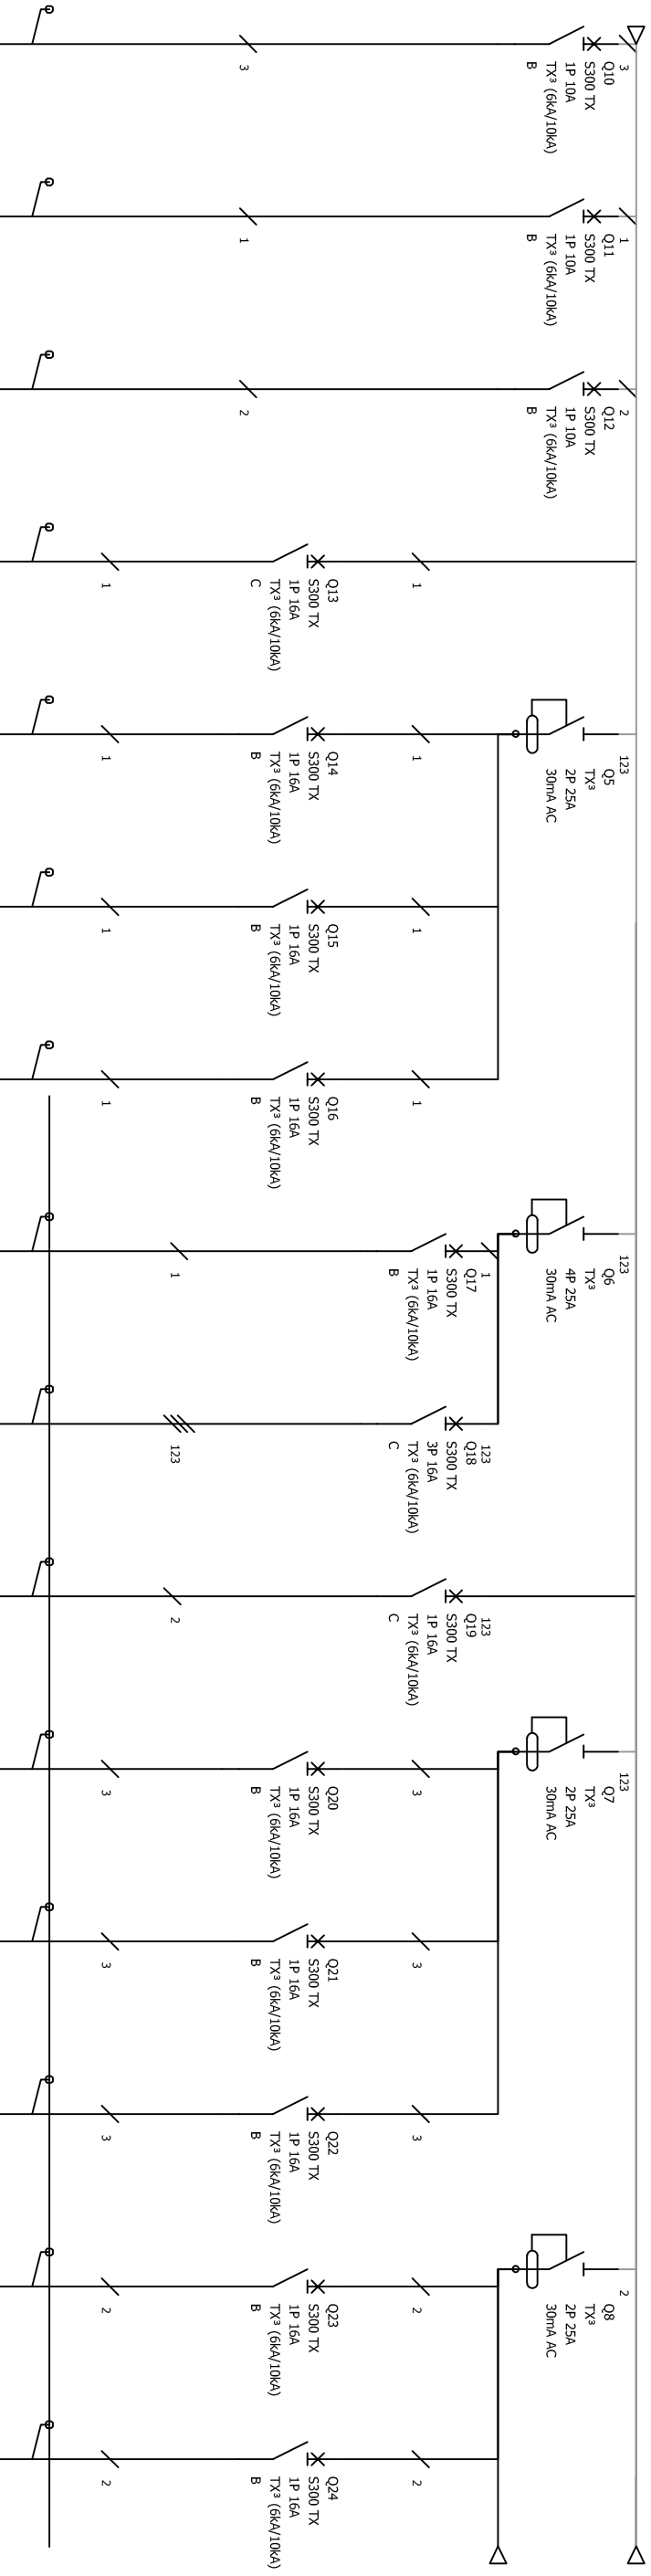 3
Q10
S300 TX
1P 10A
TX³ (6kA/10kA)
B
3
1
Q11
S300 TX
1P 10A
TX³ (6kA/10kA)
B
1
2
Q12
S300 TX
1P 10A
TX³ (6kA/10kA)
B
2
1
Q13
S300 TX
1P 16A
TX³ (6kA/10kA)
C
1
123
Q5
TX³
2P 25A
30mA AC
1
Q14
S300 TX
1P 16A
TX³ (6kA/10kA)
B
1
1
Q15
S300 TX
1P 16A
TX³ (6kA/10kA)
B
1
1
Q16
S300 TX
1P 16A
TX³ (6kA/10kA)
B
1
123
Q6
TX³
4P 25A
30mA AC
1
Q17
S300 TX
1P 16A
TX³ (6kA/10kA)
B
1
123
Q18
S300 TX
3P 16A
TX³ (6kA/10kA)
C
123
123
Q19
S300 TX
1P 16A
TX³ (6kA/10kA)
C
2
123
Q7
TX³
2P 25A
30mA AC
3
Q20
S300 TX
1P 16A
TX³ (6kA/10kA)
B
3
3
Q21
S300 TX
1P 16A
TX³ (6kA/10kA)
B
3
3
Q22
S300 TX
1P 16A
TX³ (6kA/10kA)
B
3
2
Q8
TX³
2P 25A
30mA AC
2
Q23
S300 TX
1P 16A
TX³ (6kA/10kA)
B
2
2
Q24
S300 TX
1P 16A
TX³ (6kA/10kA)
B
2